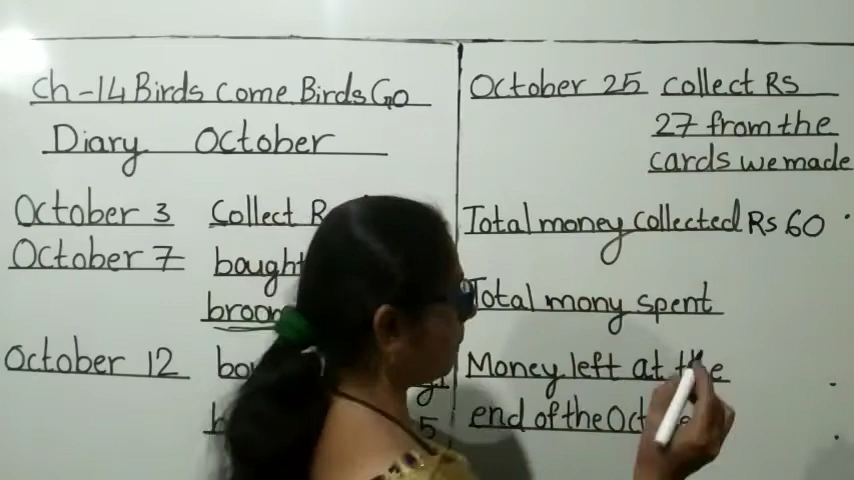 Ch-14 Birds Come Birds Go
Diary October
October 3 Collect R
October 7 bought
broom
October 12 bou
b 5
October 25 collect Rs
27 from the
cards we made
Total money collected Rs 60
Total mony spent
Money left at the
end of the Oct